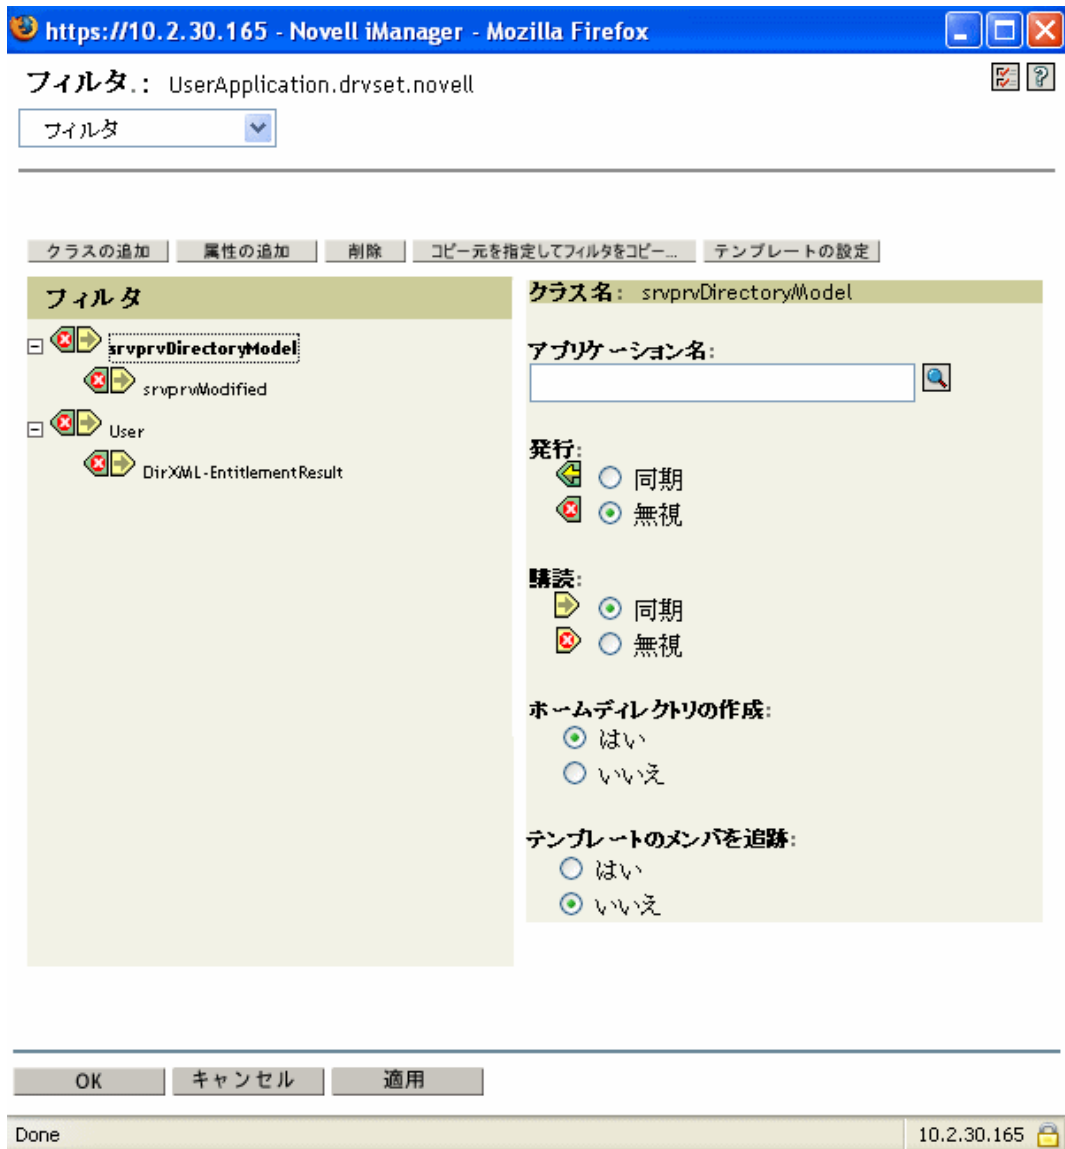 https://10.2.30.165 - Novell iManager - Mozilla Firefox
フィルタ.: UserApplication.drvset.novell
フィルタ
クラスの追加 属性の追加 削除 コピー元を指定してフィルタをコピー... テンプレートの設定
フィルタ
srvprvDirectoryModel
srvprvModified
User
DirXML-EntitlementResult
クラス名: srvprvDirectoryModel
アプリケーション名:
発行:
同期
無視
購読:
同期
無視
ホームディレクトリの作成:
はい
いいえ
テンプレートのメンバを追跡:
はい
いいえ
OK キャンセル 適用
Done 10.2.30.165